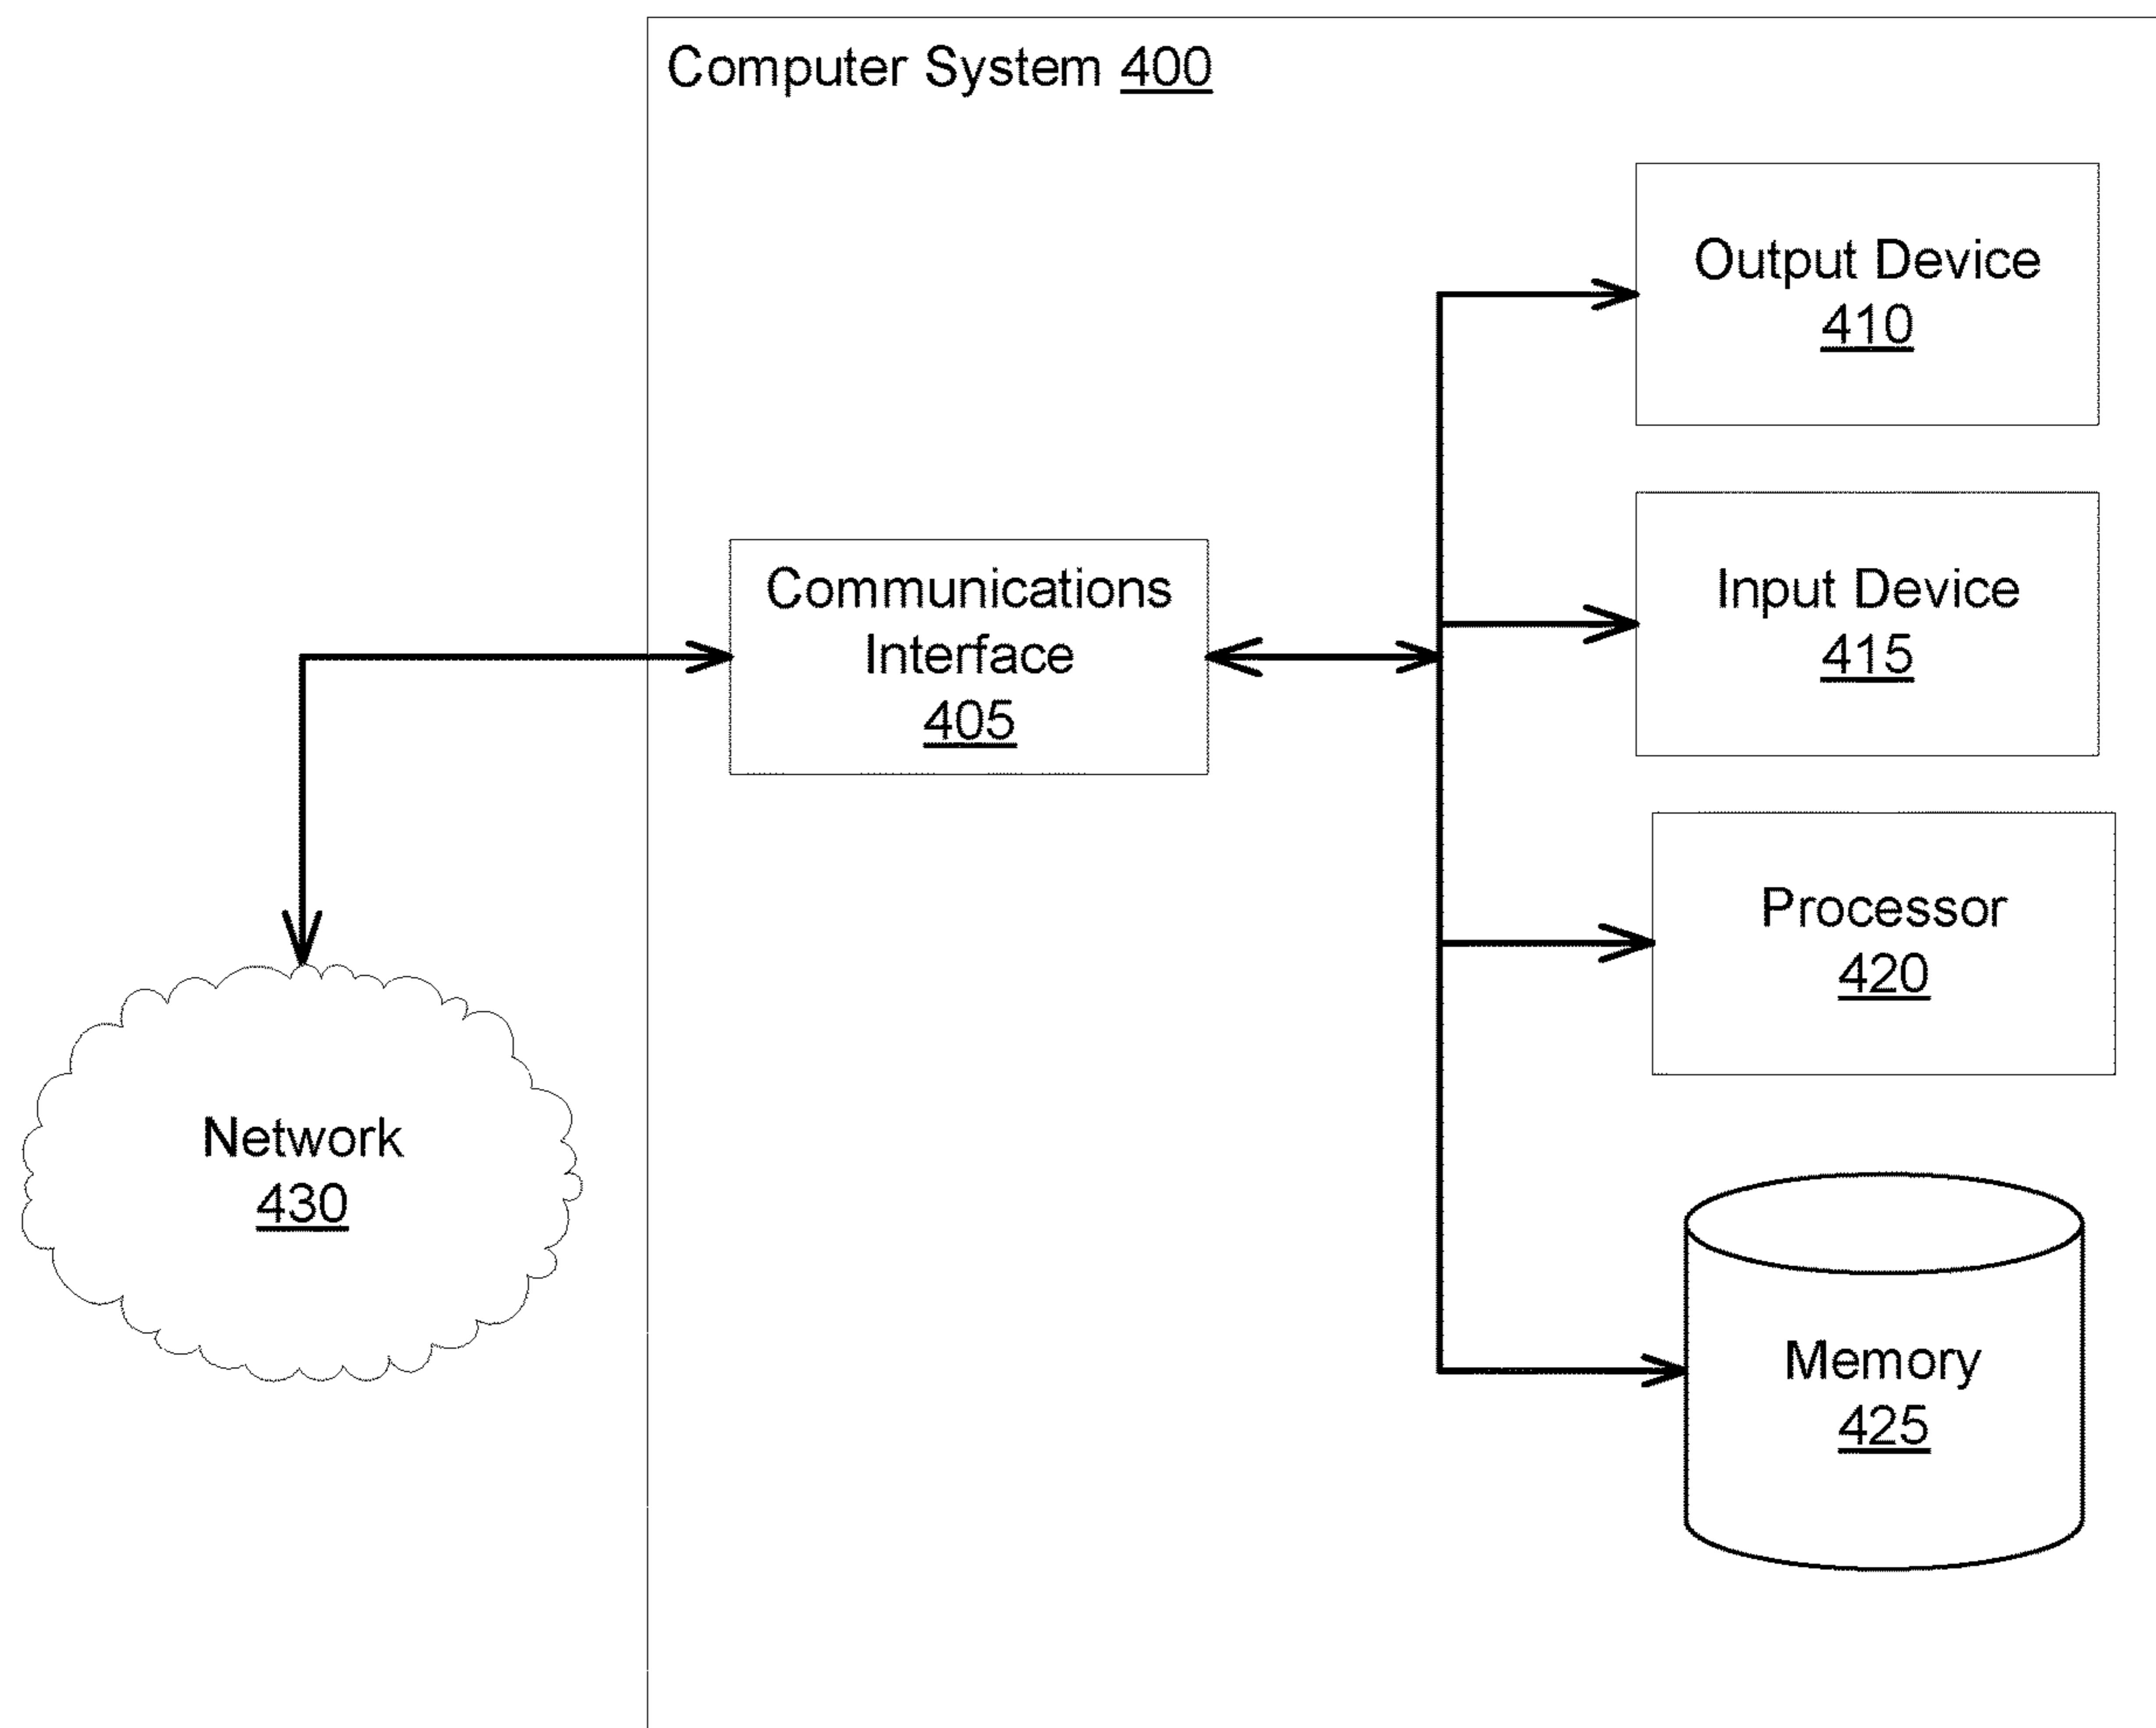 Computer System 400
Output Device
410
Communications
Interface
405
Input Device
415
Processor
420
Network
430
Memory
425